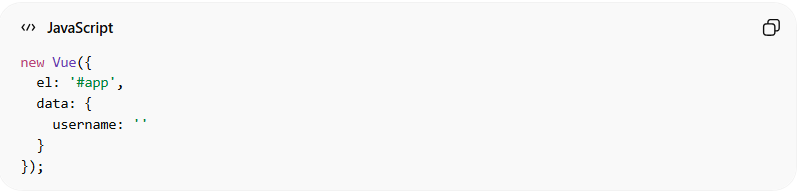 JavaScript
new Vue({
  el: '#app',
  data: {
    username: ''
  }
});